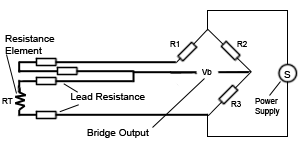 Resistance
Element
R1
R2
RT
Vb
S
Lead Resistance
R3
Power
Supply
Bridge Output